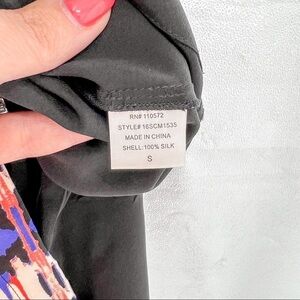 RN# 110572
STYLE# 16SCM1535
MADE IN CHINA
SHELL: 100% SILK
S